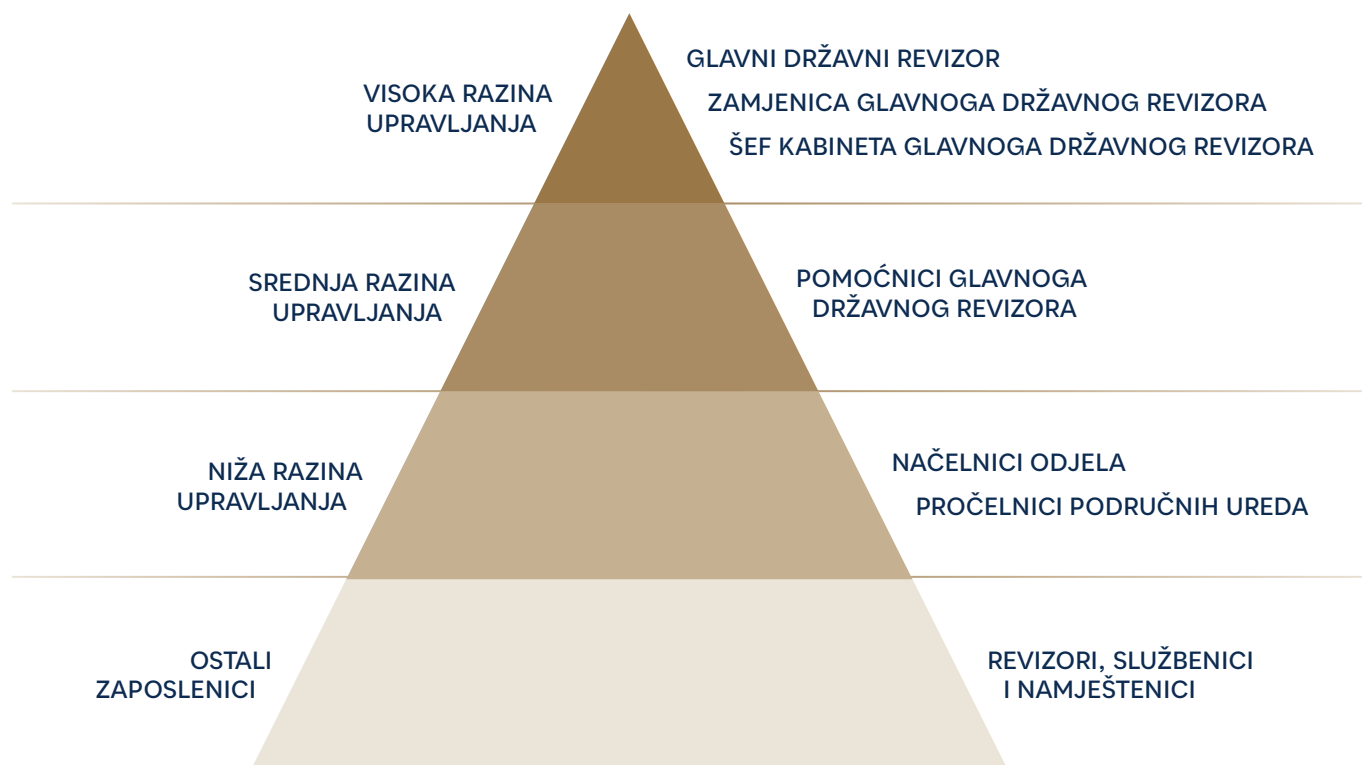 VISOKA RAZINA
UPRAVLJANJA
GLAVNI DRŽAVNI REVIZOR
ZAMJENICA GLAVNOGA DRŽAVNOG REVIZORA
ŠEF KABINETA GLAVNOGA DRŽAVNOG REVIZORA
SREDNJA RAZINA
UPRAVLJANJA
POMOĆNICI GLAVNOGA
DRŽAVNOG REVIZORA
NIŽA RAZINA
UPRAVLJANJA
NAČELNICI ODJELA
PROČELNICI PODRUČNIH UREDA
OSTALI
ZAPOSLENICI
REVIZORI, SLUŽBENICI
I NAMJEŠTENICI